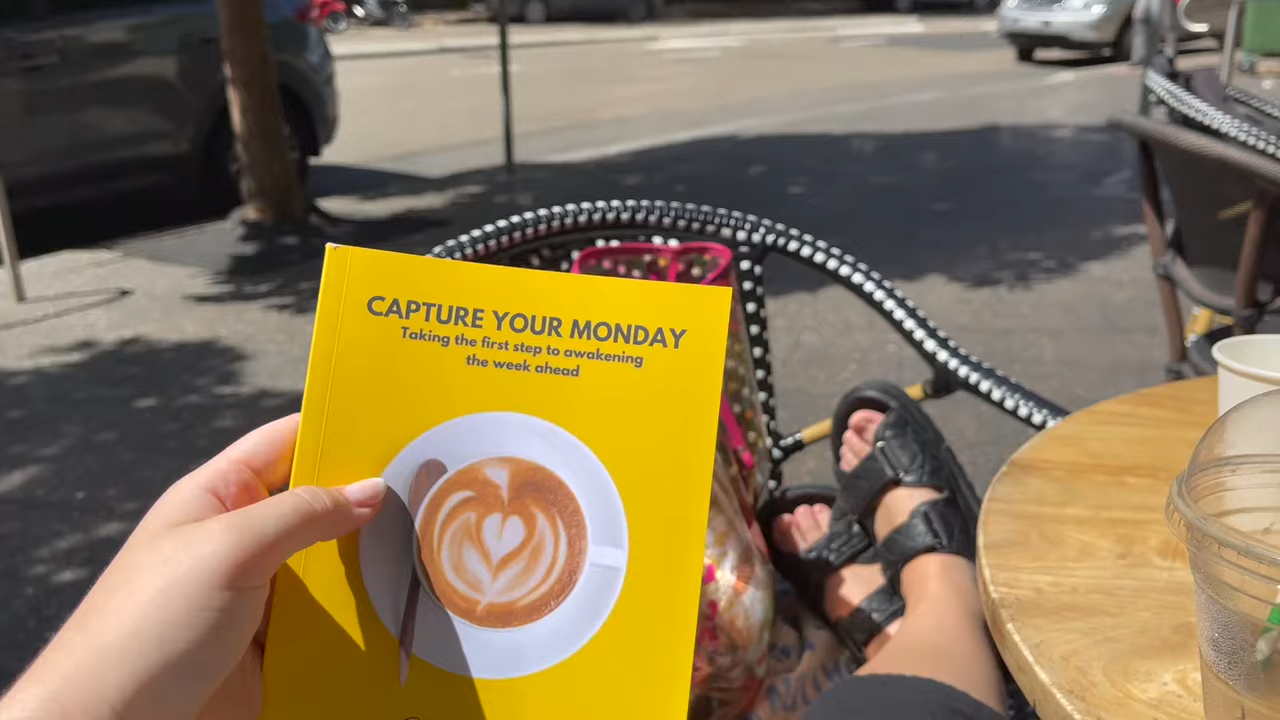 CAPTURE YOUR MONDAY
Taking the first step to awakening
the week ahead